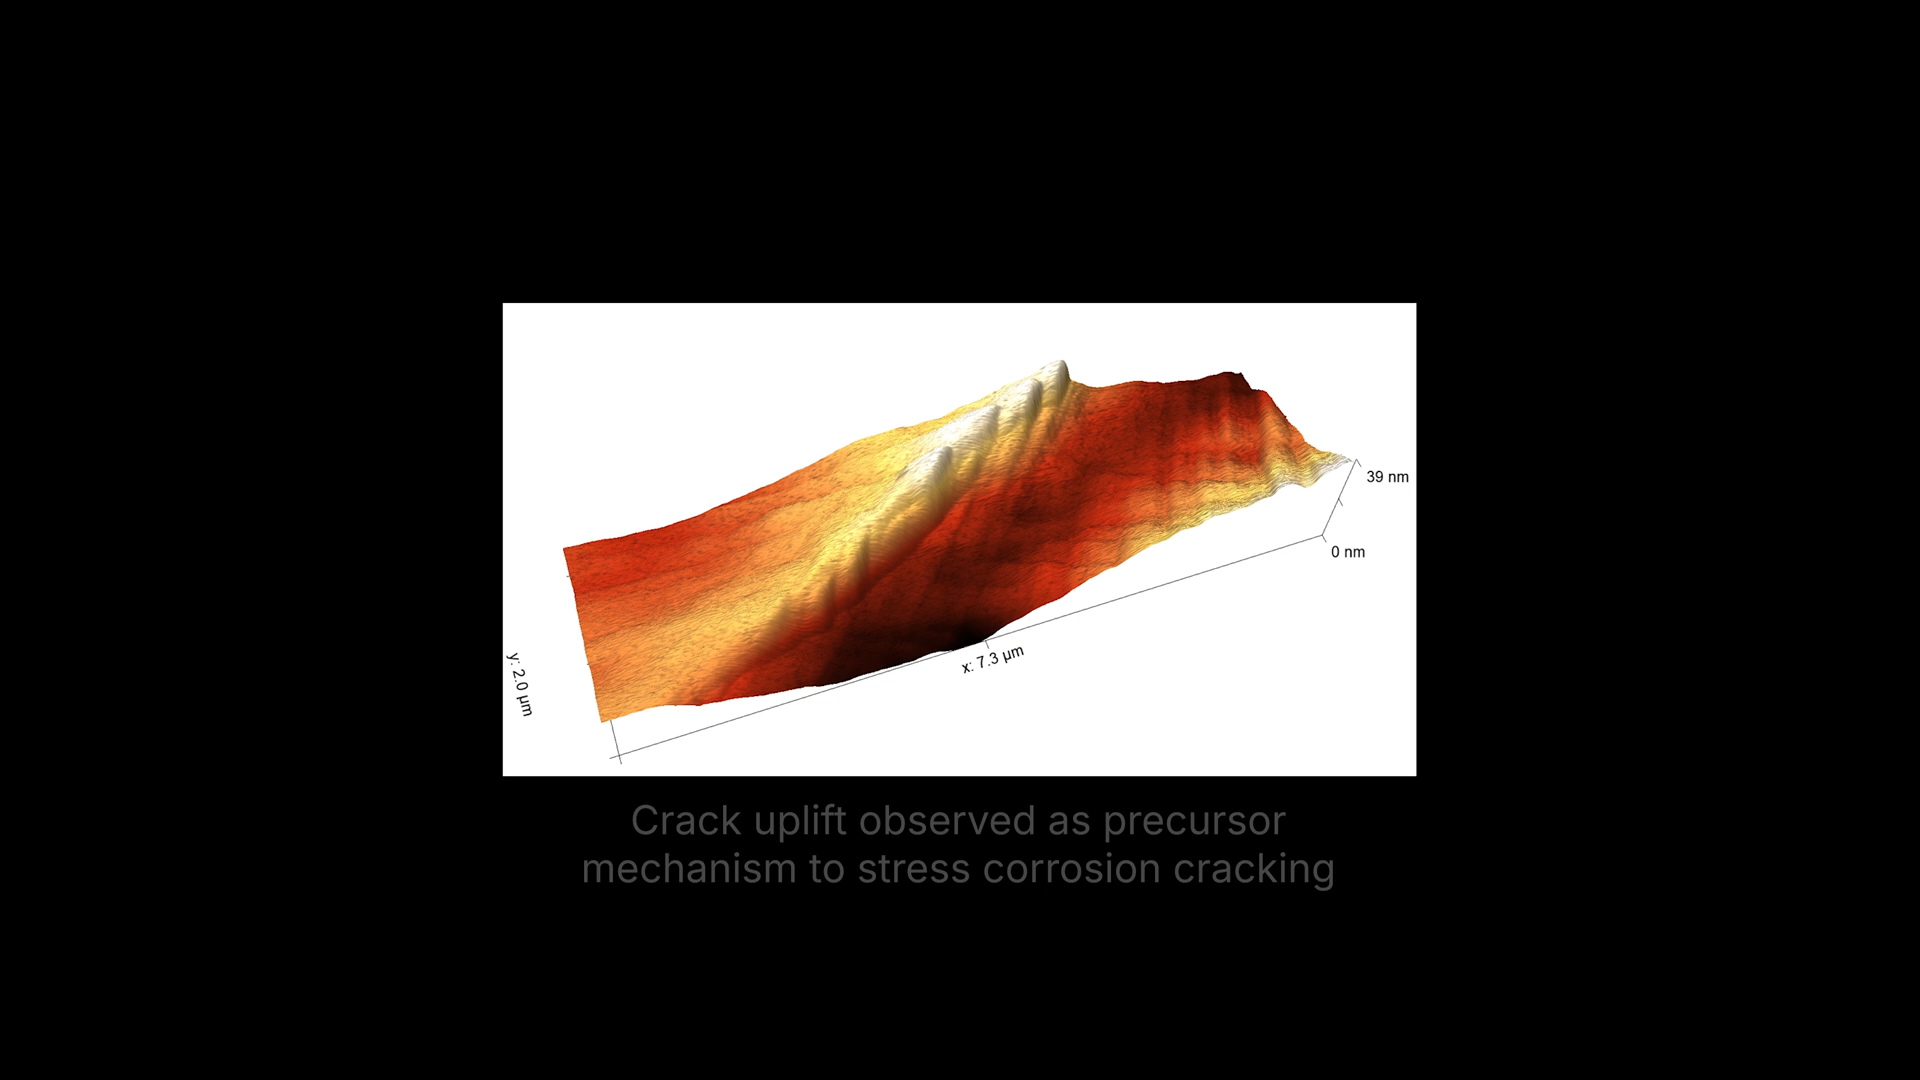 39 nm
0 nm
x: 7.3 µm
y: 2.0 µm
Crack uplift observed as precursor
mechanism to stress corrosion cracking